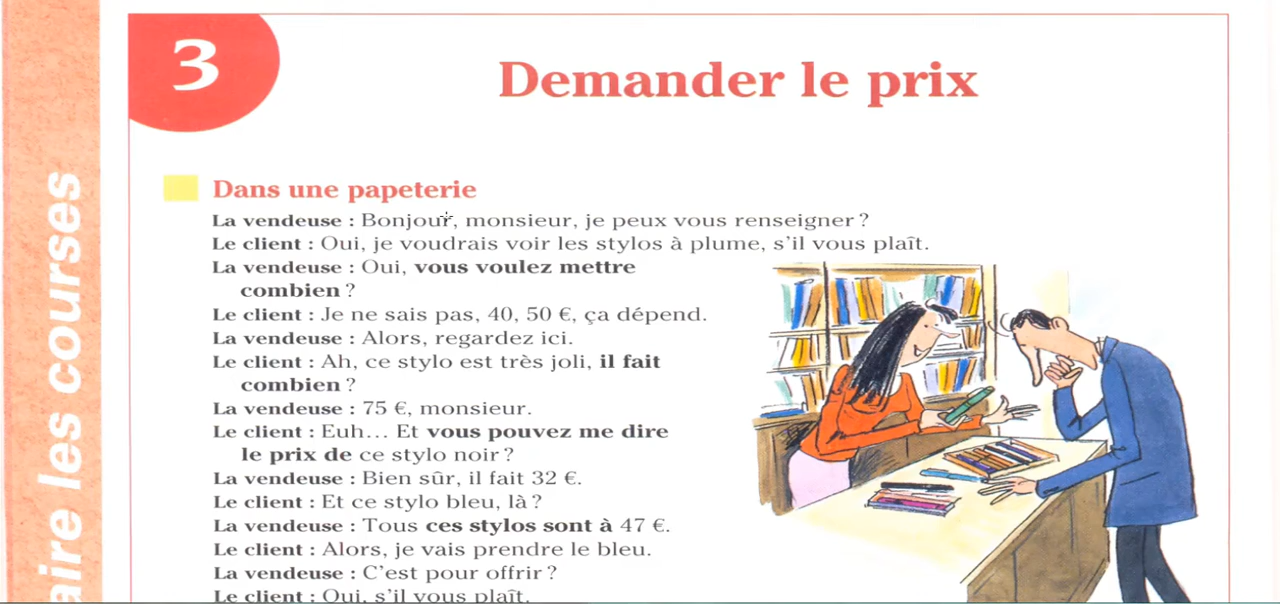 3
Demander le prix
Dans une papeterie
La vendeuse : Bonjour, monsieur, je peux vous renseigner ?
Le client : Oui, je voudrais voir les stylos à plume, s'il vous plaît.
La vendeuse : Oui, vous voulez mettre
combien ?
Le client : Je ne sais pas, 40, 50 €, ça dépend.
La vendeuse : Alors, regardez ici.
Le client : Ah, ce stylo est très joli, il fait
combien ?
La vendeuse : 75 €, monsieur.
Le client : Euh... Et vous pouvez me dire
le prix de ce stylo noir ?
La vendeuse : Bien sûr, il fait 32 €.
Le client : Et ce stylo bleu, là ?
La vendeuse : Tous ces stylos sont à 47 €.
Le client : Alors, je vais prendre le bleu.
La vendeuse : C'est pour offrir ?
Le client : Oui, s'il vous plaît.
aire les courses